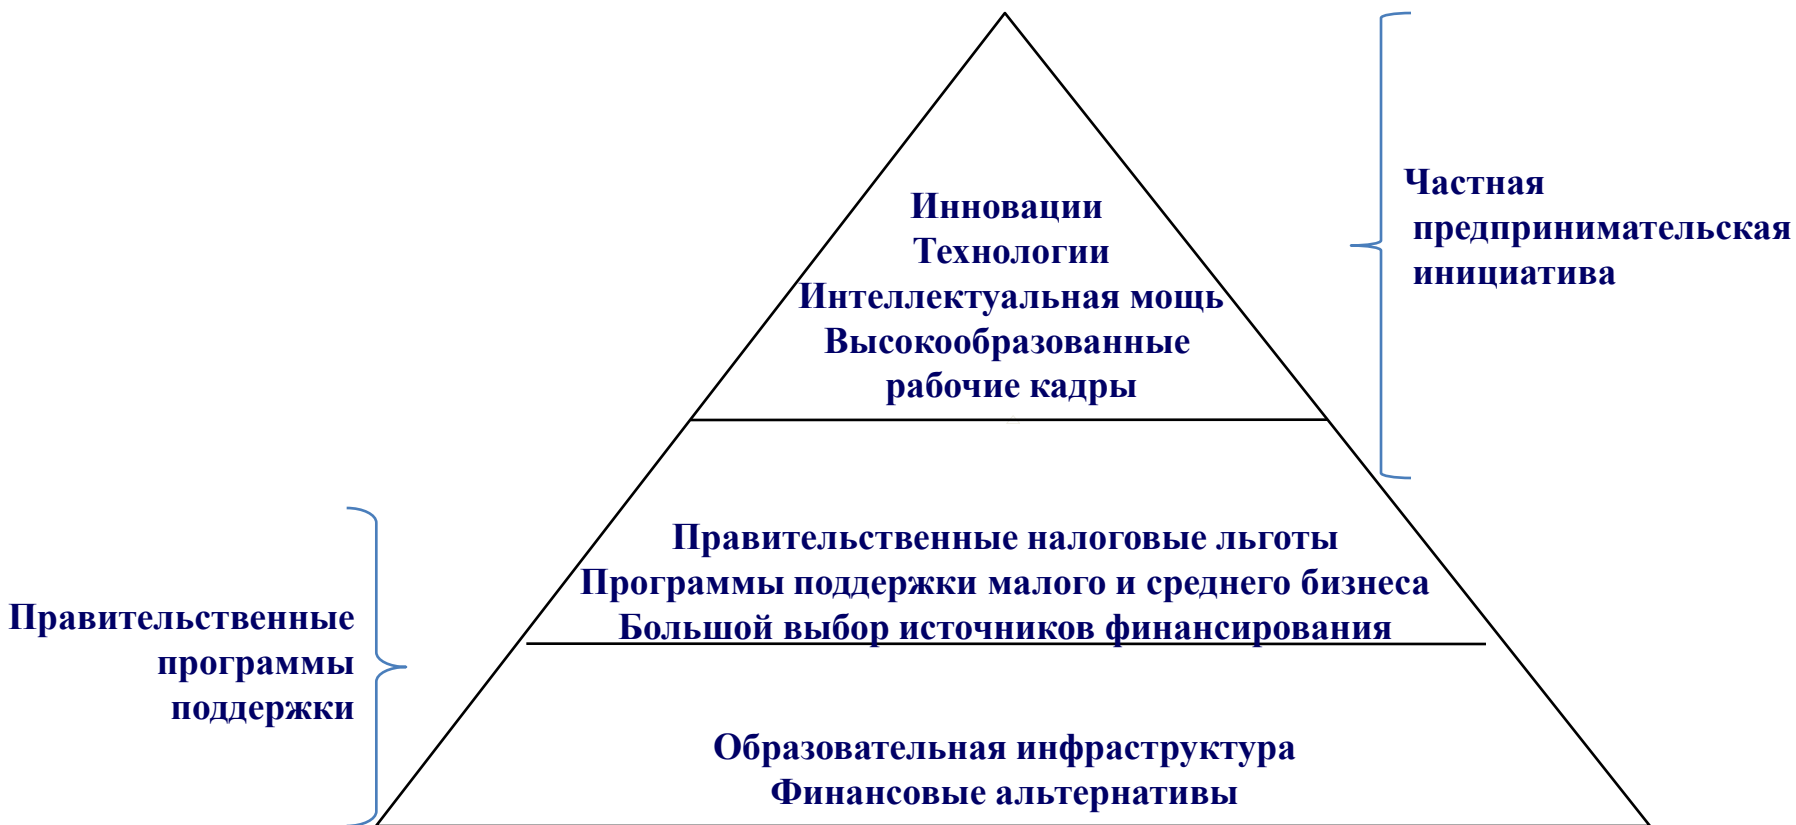 Инновации
Технологии
Интеллектуальная мощь
Высокообразованные
рабочие кадры
Частная
предпринимательская
инициатива
Правительственные налоговые льготы
Программы поддержки малого и среднего бизнеса
Большой выбор источников финансирования
Правительственные
программы
поддержки
Образовательная инфраструктура
Финансовые альтернативы